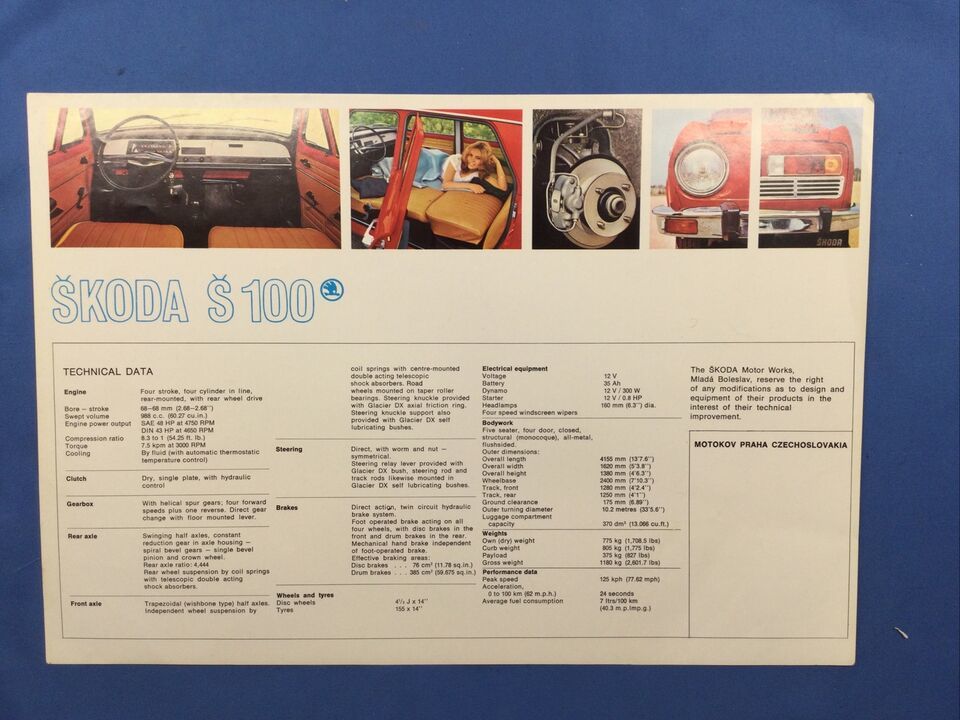 ŠKODA
ŠKODA Š 100
TECHNICAL DATA
Engine Four stroke, four cylinder in line,
rear-mounted, with rear wheel drive
Bore — stroke 68—68 mm (2.68—2.68")
Swept volume 988 c.c. (60.27 cu.in.)
Engine power output SAE 48 HP at 4750 RPM
DIN 43 HP at 4650 RPM
Compression ratio 8.3 to 1 (54.25 ft. lb.)
Torque 7.5 kpm at 3000 RPM
Cooling By fluid (with automatic thermostatic
temperature control)
Clutch Dry, single plate, with hydraulic
control
Gearbox With helical spur gears; four forward
speeds plus one reverse. Direct gear
change with floor mounted lever.
Rear axle Swinging half axles, constant
reduction gear in axle housing —
spiral bevel gears — single bevel
pinion and crown wheel.
Rear axle ratio: 4,444
Rear wheel suspension by coil springs
with telescopic double acting
shock absorbers.
Front axle Trapezoidal (wishbone type) half axles.
Independent wheel suspension by
coil springs with centre-mounted
double acting telescopic
shock absorbers. Road
wheels mounted on taper roller
bearings. Steering knuckle provided
with Glacier DX axial friction ring.
Steering knuckle support also
provided with Glacier DX self
lubricating bushes.
Steering Direct, with worm and nut —
symmetrical.
Steering relay lever provided with
Glacier DX bush, steering rod and
track rods likewise mounted in
Glacier DX self lubricating bushes.
Brakes Direct action, twin circuit hydraulic
brake system.
Foot operated brake acting on all
four wheels, with disc brakes in the
front and drum brakes in the rear.
Mechanical hand brake independent
of foot-operated brake.
Effective braking areas:
Disc brakes . . . 76 cm² (11.78 sq.in.)
Drum brakes . . . 385 cm² (59.675 sq.in.)
Wheels and tyres
Disc wheels 4½ J x 14"
Tyres 155 x 14"
Electrical equipment
Voltage 12 V
Battery 35 Ah
Dynamo 12 V / 300 W
Starter 12 V / 0.8 HP
Headlamps 160 mm (6.3") dia.
Four speed windscreen wipers
Bodywork
Five seater, four door, closed,
structural (monocoque), all-metal,
flushsided.
Outer dimensions:
Overall length 4155 mm (13'7.6")
Overall width 1620 mm (5'3.8")
Overall height 1380 mm (4'6.3")
Wheelbase 2400 mm (7'10.3")
Track, front 1280 mm (4'2.4")
Track, rear 1250 mm (4'1")
Ground clearance 175 mm (6.89")
Outer turning diameter 10.2 metres (33'5.6")
Luggage compartment
capacity 370 dm³ (13.066 cu.ft.)
Weights
Own (dry) weight 775 kg (1,708.5 lbs)
Curb weight 805 kg (1,775 lbs)
Payload 375 kg (827 lbs)
Gross weight 1180 kg (2,601.7 lbs)
Performance data
Peak speed 125 kph (77.62 mph)
Acceleration,
0 to 100 km (62 m.p.h.) 24 seconds
Average fuel consumption 7 ltrs/100 km
(40.3 m.p.Imp.g.)
The ŠKODA Motor Works,
Mladá Boleslav, reserve the right
of any modifications as to design and
equipment of their products in the
interest of their technical
improvement.
MOTOKOV PRAHA CZECHOSLOVAKIA